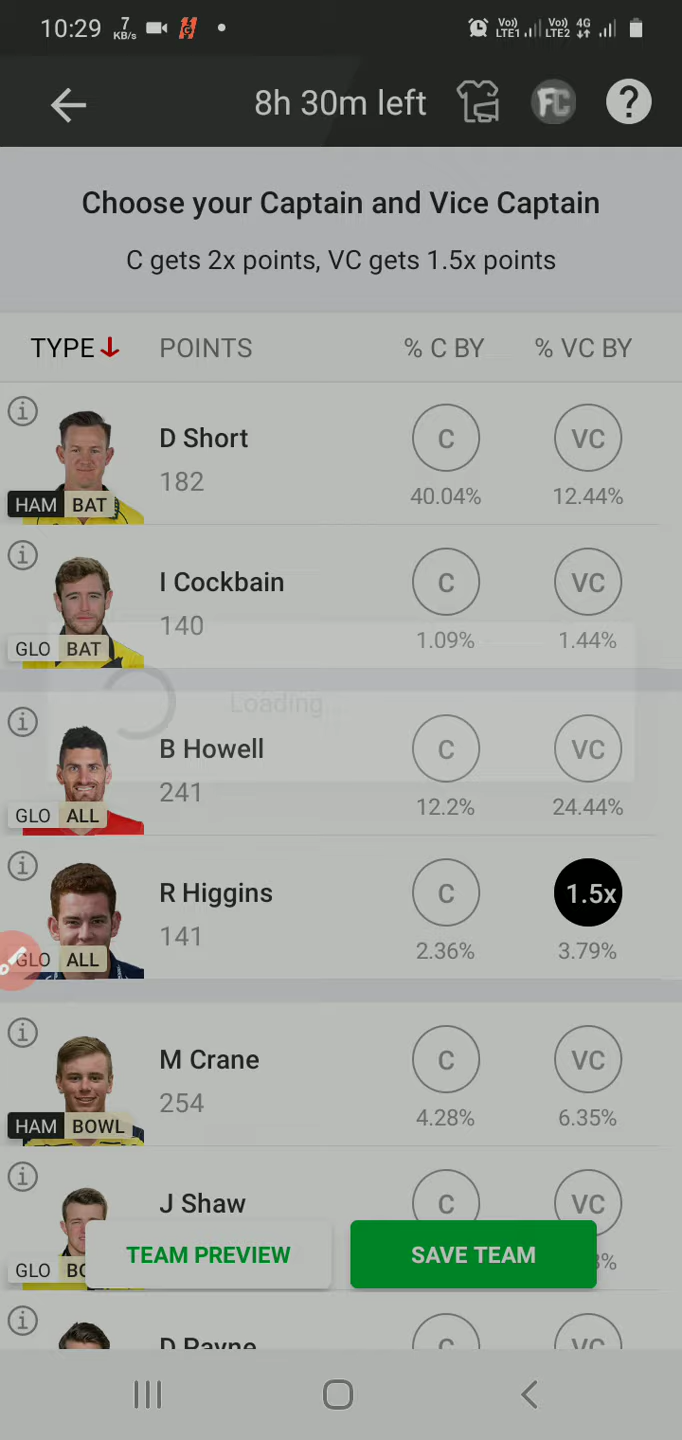 10:29 7 KB/s Vo) LTE1 Vo) LTE2 4G
8h 30m left FC ?
Choose your Captain and Vice Captain
C gets 2x points, VC gets 1.5x points
TYPE POINTS % C BY % VC BY
i D Short C VC
182 40.04% 12.44%
HAM BAT
i I Cockbain C VC
140 1.09% 1.44%
GLO BAT
Loading
i B Howell C VC
241 12.2% 24.44%
GLO ALL
i R Higgins C 1.5x
141 2.36% 3.79%
GLO ALL
i M Crane C VC
254 4.28% 6.35%
HAM BOWL
i J Shaw C VC
TEAM PREVIEW SAVE TEAM
GLO
i D Payne C VC